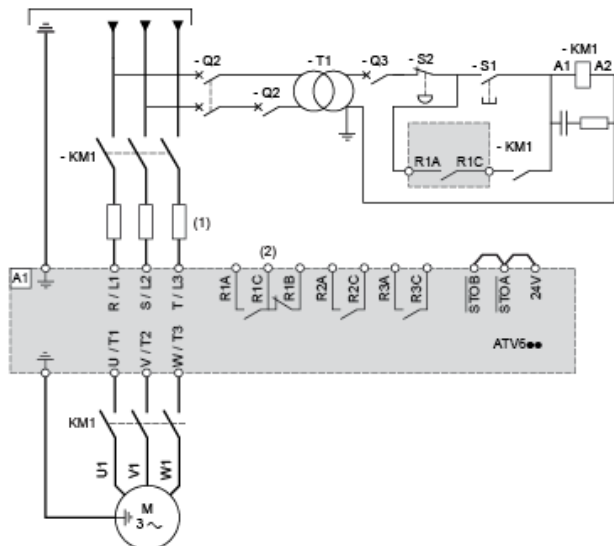 - Q2
- T1
- Q3
- S2
- S1
- KM1
A1
A2
- Q2
- KM1
R1A
R1C
- KM1
(1)
(2)
A1
R / L1
S / L2
T / L3
R1A
R1C
R1B
R2A
R2C
R3A
R3C
STOB
STOA
24V
U / T1
V / T2
W / T3
ATV6●●
KM1
U1
V1
W1
M
3 ~